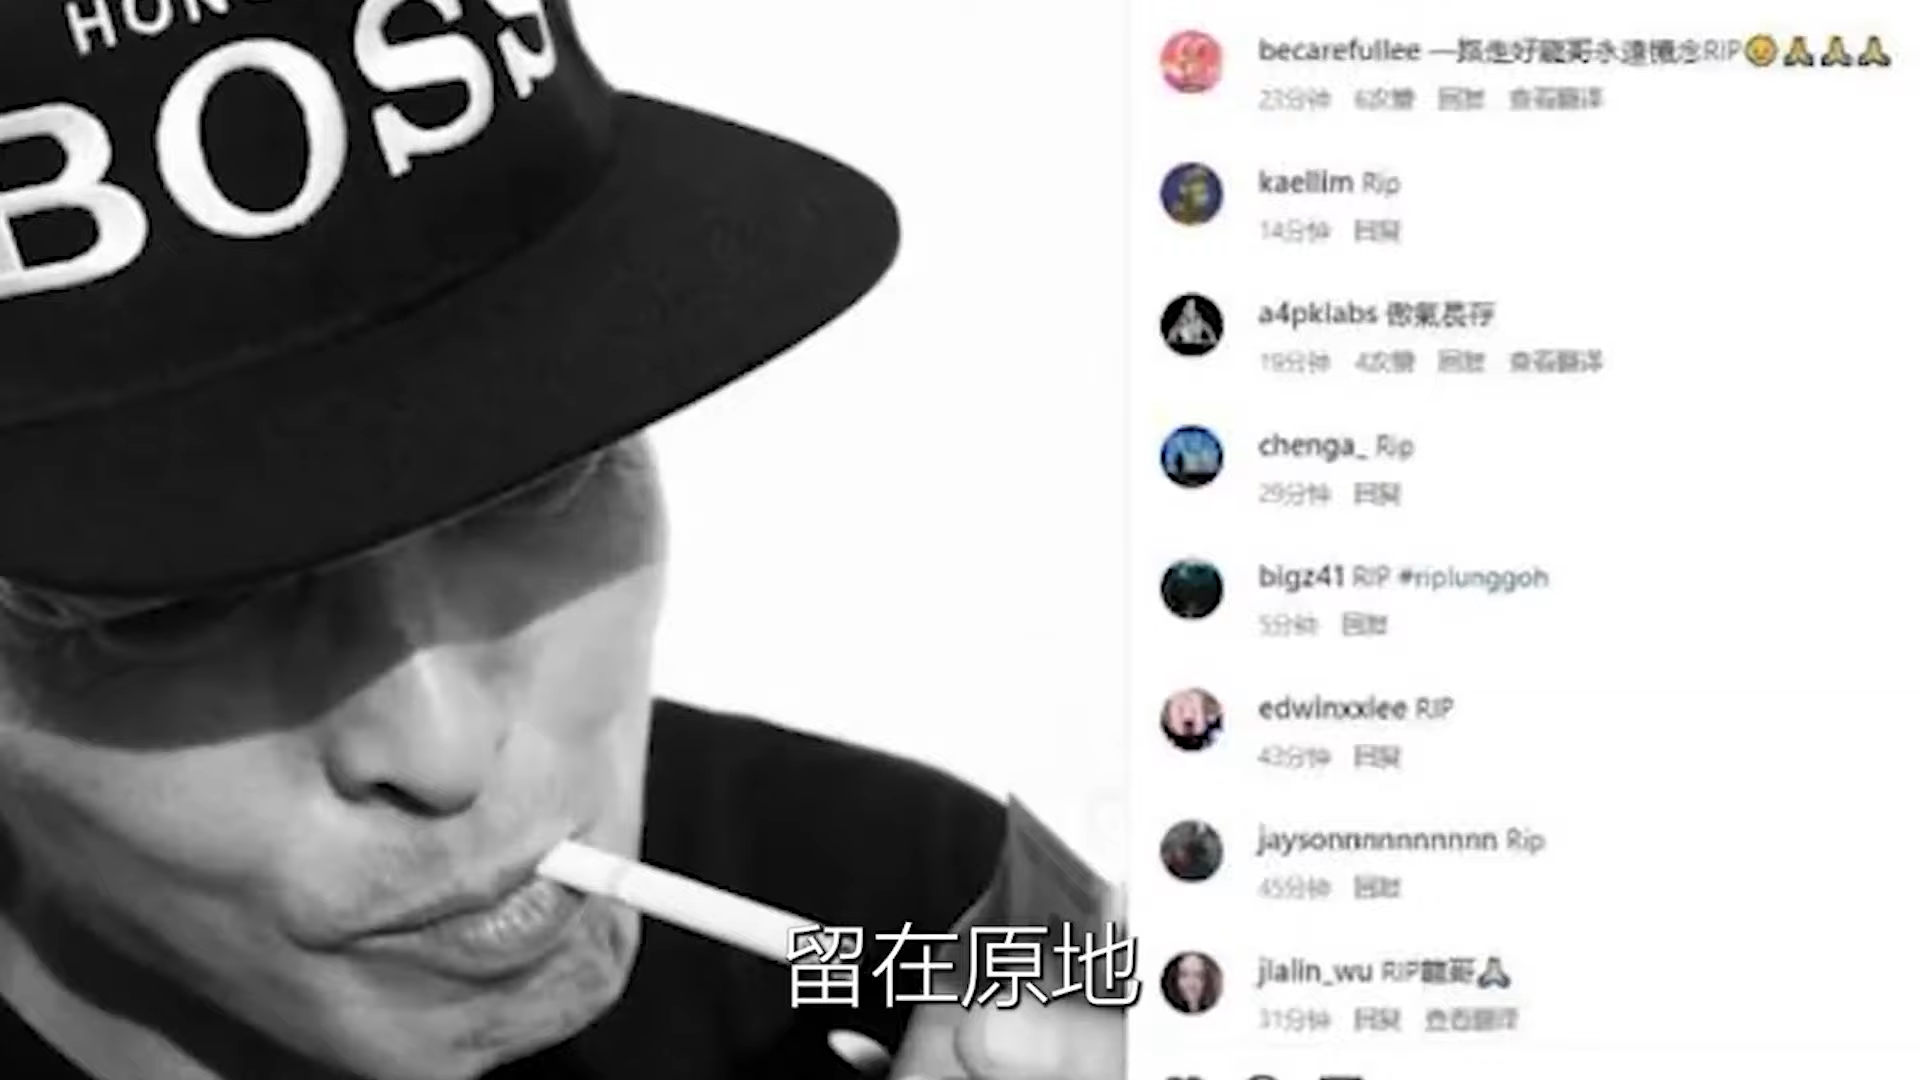 HON
BOSS
留在原地
becarefullee 一路走好龍哥永遠懷念RIP😔🙏🙏🙏
23分钟 6次赞 回复 查看翻译
kaellim Rip
14分钟 回复
a4pklabs 傲氣長存
19分钟 4次赞 回复 查看翻译
chenga_ Rip
29分钟 回复
bigz41 RIP #riplunggoh
5分钟 回复
edwinxxlee RIP
43分钟 回复
jaysonnnnnnnnnn Rip
45分钟 回复
jialin_wu RIP龍哥🙏
31分钟 回复 查看翻译